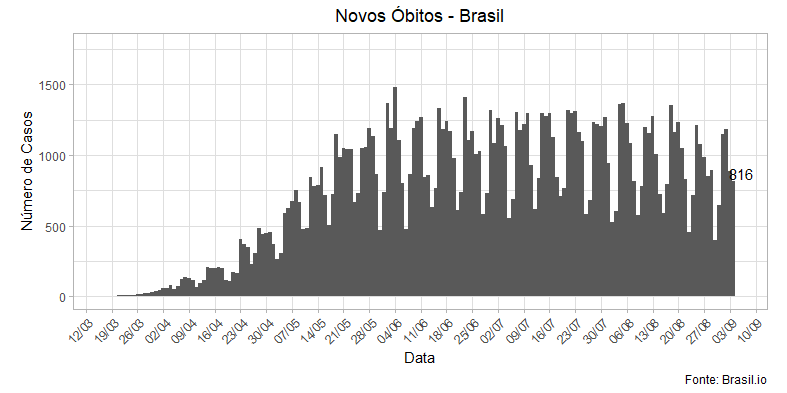 Novos Óbitos - Brasil
Número de Casos
1500
1000
500
0
816
12/03 19/03 26/03 02/04 09/04 16/04 23/04 30/04 07/05 14/05 21/05 28/05 04/06 11/06 18/06 25/06 02/07 09/07 16/07 23/07 30/07 06/08 13/08 20/08 27/08 03/09 10/09
Data
Fonte: Brasil.io